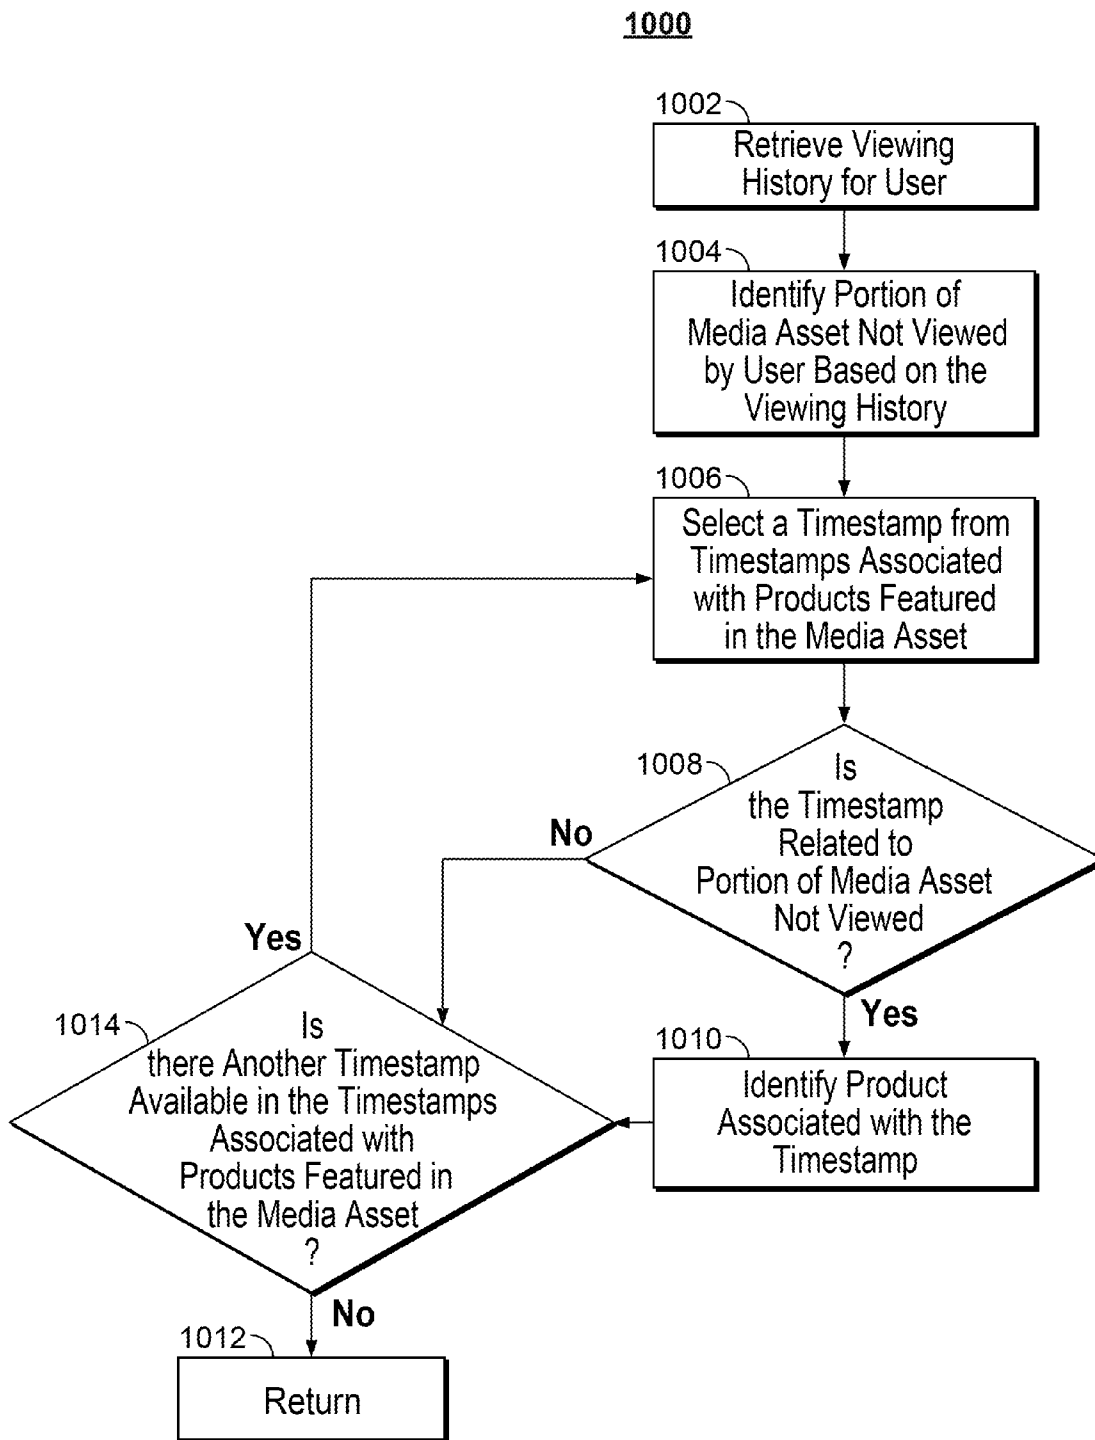 1000
1002
Retrieve Viewing
History for User
1004
Identify Portion of
Media Asset Not Viewed
by User Based on the
Viewing History
1006
Select a Timestamp from
Timestamps Associated
with Products Featured
in the Media Asset
1008
Is
the Timestamp
Related to
Portion of Media Asset
Not Viewed
?
No
Yes
1010
Identify Product
Associated with the
Timestamp
Yes
1014
Is
there Another Timestamp
Available in the Timestamps
Associated with
Products Featured in
the Media Asset
?
No
1012
Return